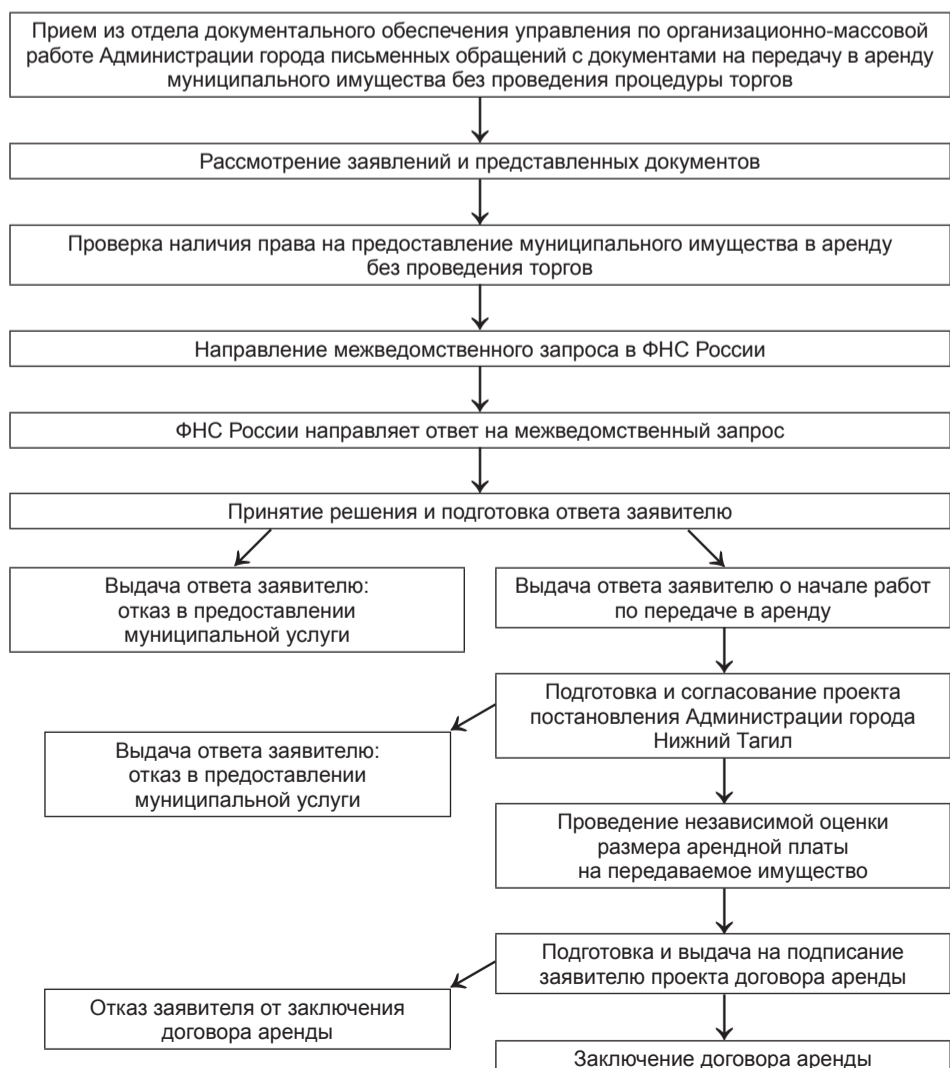 Прием из отдела документального обеспечения управления по организационно-массовой
работе Администрации города письменных обращений с документами на передачу в аренду
муниципального имущества без проведения процедуры торгов
Рассмотрение заявлений и представленных документов
Проверка наличия права на предоставление муниципального имущества в аренду
без проведения торгов
Направление межведомственного запроса в ФНС России
ФНС России направляет ответ на межведомственный запрос
Принятие решения и подготовка ответа заявителю
Выдача ответа заявителю:
отказ в предоставлении
муниципальной услуги
Выдача ответа заявителю о начале работ
по передаче в аренду
Подготовка и согласование проекта
постановления Администрации города
Нижний Тагил
Выдача ответа заявителю:
отказ в предоставлении
муниципальной услуги
Проведение независимой оценки
размера арендной платы
на передаваемое имущество
Подготовка и выдача на подписание
заявителю проекта договора аренды
Отказ заявителя от заключения
договора аренды
Заключение договора аренды